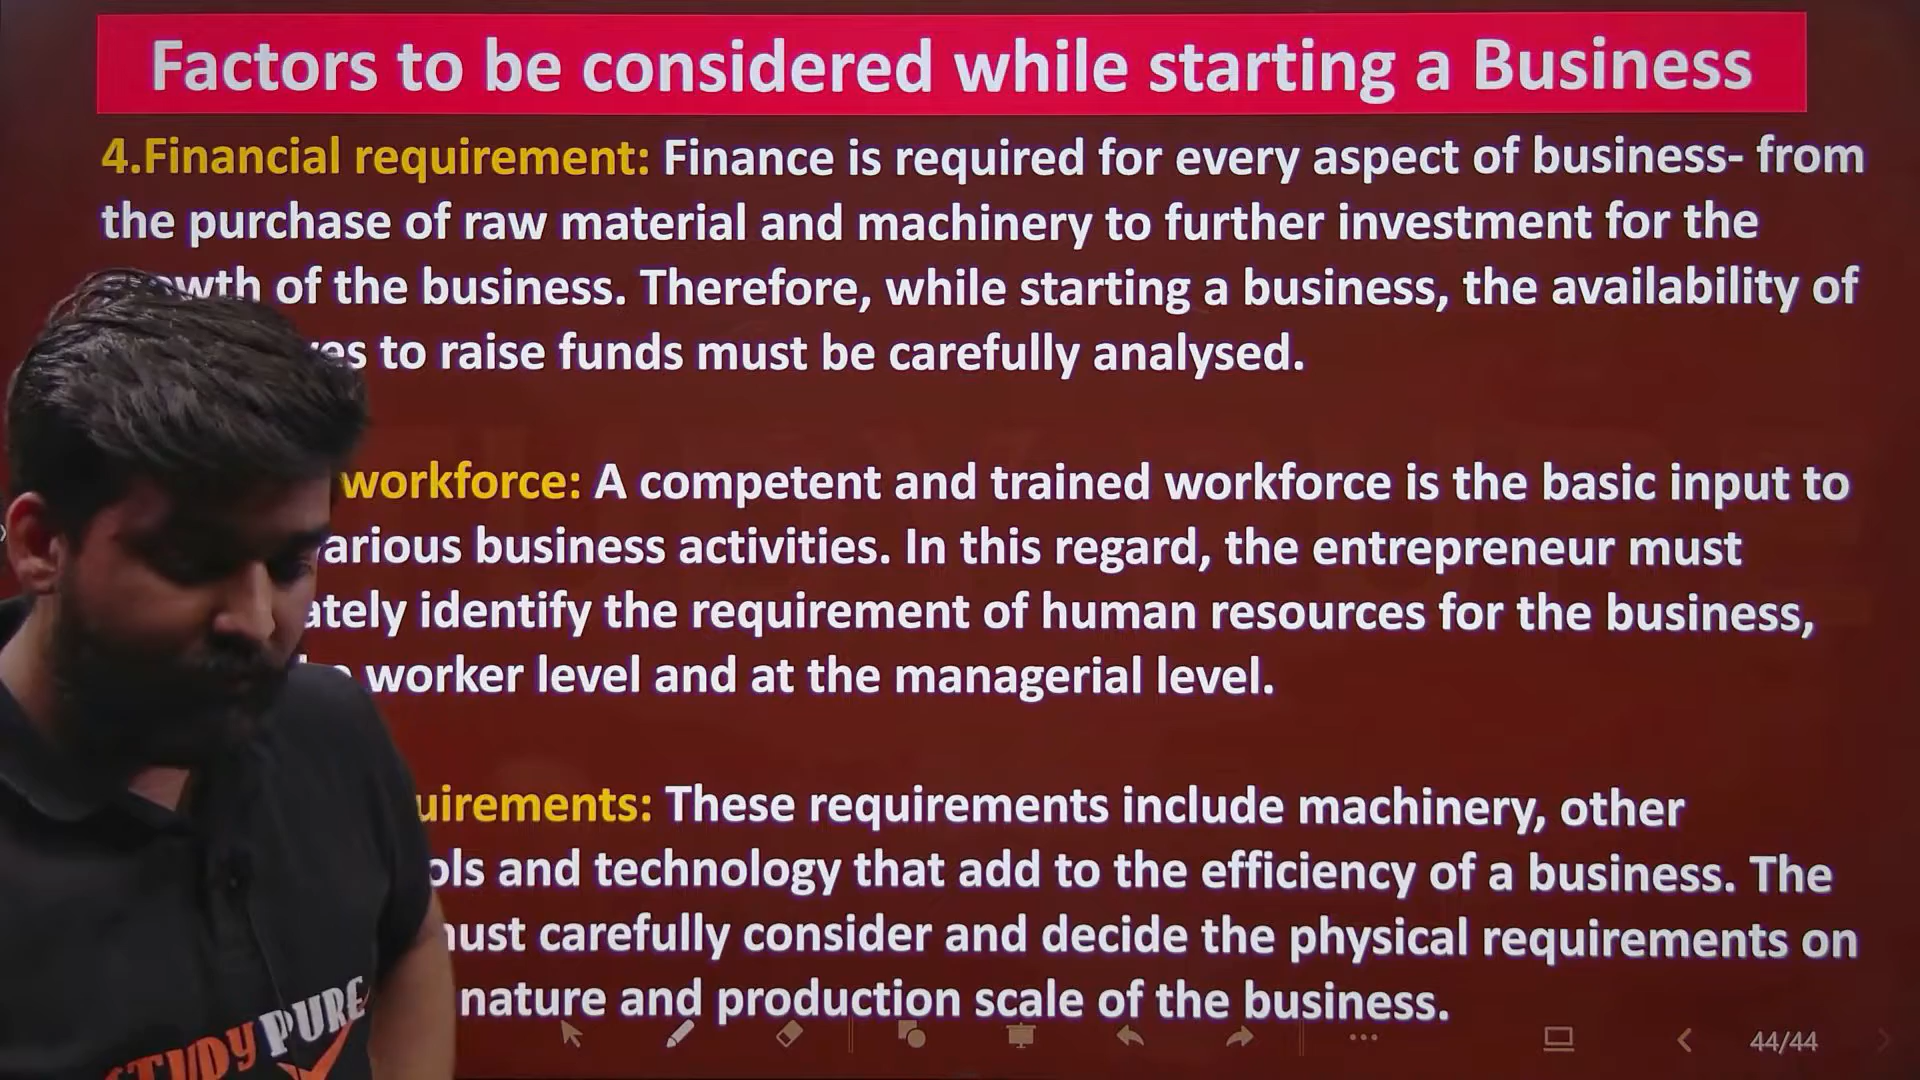 Factors to be considered while starting a Business
4.Financial requirement: Finance is required for every aspect of business- from
the purchase of raw material and machinery to further investment for the
of the business. Therefore, while starting a business, the availability of
to raise funds must be carefully analysed.
workforce: A competent and trained workforce is the basic input to
business activities. In this regard, the entrepreneur must
identify the requirement of human resources for the business,
worker level and at the managerial level.
These requirements include machinery, other
and technology that add to the efficiency of a business. The
carefully consider and decide the physical requirements on
nature and production scale of the business.
STUDY PURE
44/44